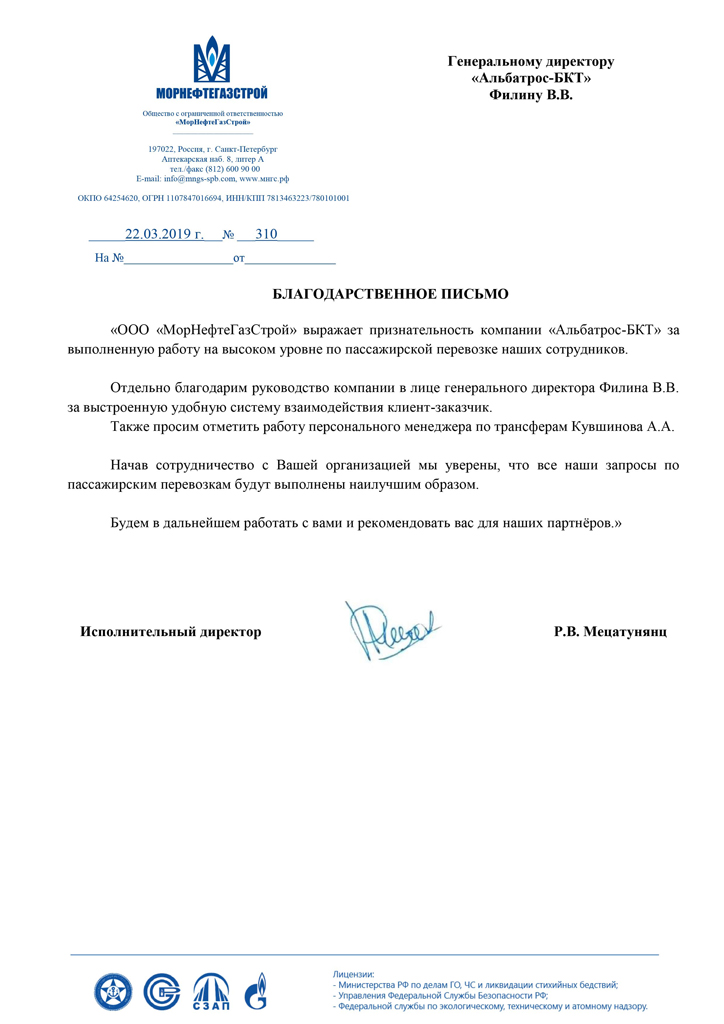 МОРНЕФТЕГАЗСТРОЙ
Общество с ограниченной ответственностью
«МорНефтеГазСтрой»
197022, Россия, г. Санкт-Петербург
Аптекарская наб. 8, литер А
тел./факс (812) 600 90 00
E-mail: info@mngs-spb.com, www.мнгс.рф
ОКПО 64254620, ОГРН 1107847016694, ИНН/КПП 7813463223/780101001
22.03.2019 г. № 310
На № от
Генеральному директору
«Альбатрос-БКТ»
Филину В.В.
БЛАГОДАРСТВЕННОЕ ПИСЬМО
«ООО «МорНефтеГазСтрой» выражает признательность компании «Альбатрос-БКТ» за
выполненную работу на высоком уровне по пассажирской перевозке наших сотрудников.
Отдельно благодарим руководство компании в лице генерального директора Филина В.В.
за выстроенную удобную систему взаимодействия клиент-заказчик.
Также просим отметить работу персонального менеджера по трансферам Кувшинова А.А.
Начав сотрудничество с Вашей организацией мы уверены, что все наши запросы по
пассажирским перевозкам будут выполнены наилучшим образом.
Будем в дальнейшем работать с вами и рекомендовать вас для наших партнёров.»
Исполнительный директор Р.В. Мецатунянц
СЗАП
Лицензии:
- Министерства РФ по делам ГО, ЧС и ликвидации стихийных бедствий;
- Управления Федеральной Службы Безопасности РФ;
- Федеральной службы по экологическому, техническому и атомному надзору.